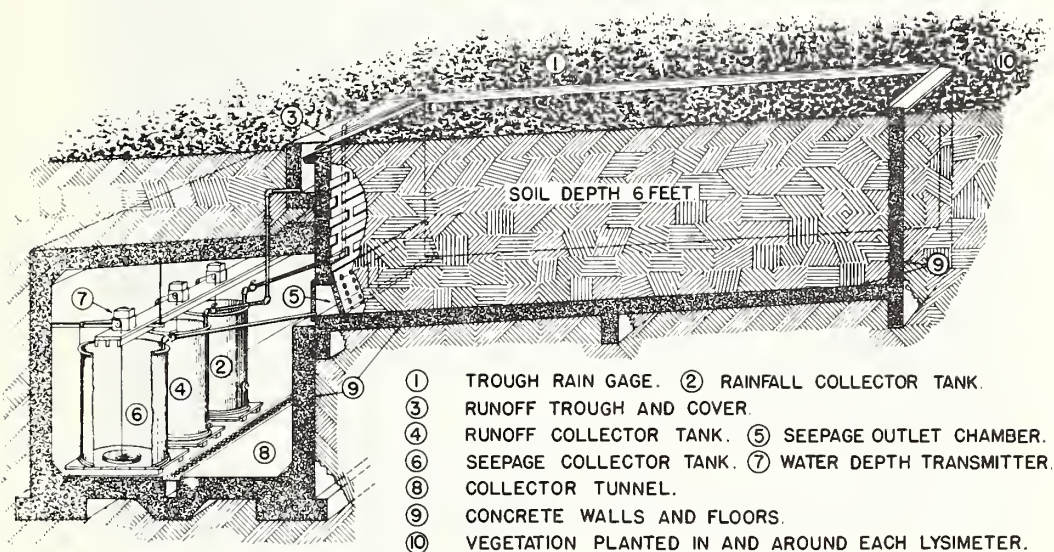 ①
⑩
③
SOIL DEPTH 6 FEET.
⑨
⑤
⑦
②
④
⑥
⑨
⑧
① TROUGH RAIN GAGE. ② RAINFALL COLLECTOR TANK.
③ RUNOFF TROUGH AND COVER.
④ RUNOFF COLLECTOR TANK. ⑤ SEEPAGE OUTLET CHAMBER.
⑥ SEEPAGE COLLECTOR TANK. ⑦ WATER DEPTH TRANSMITTER.
⑧ COLLECTOR TUNNEL.
⑨ CONCRETE WALLS AND FLOORS.
⑩ VEGETATION PLANTED IN AND AROUND EACH LYSIMETER.